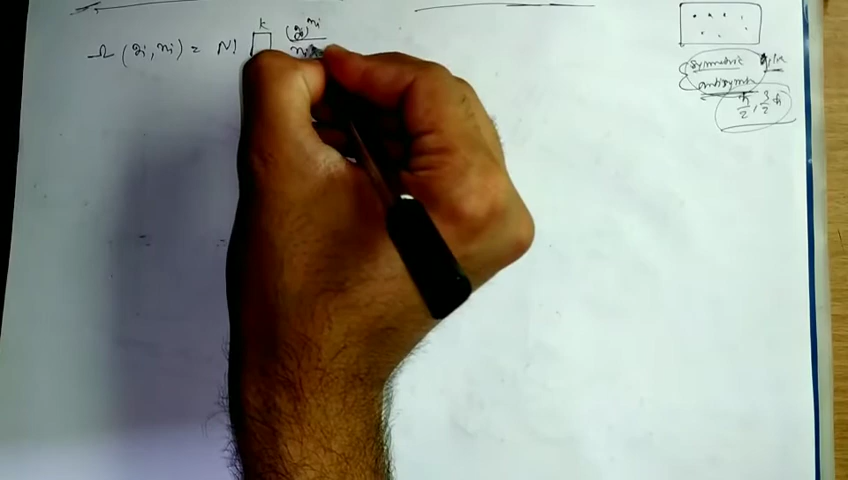 k
Ω (gi, ni) = N! ∏ (gi)^ni
ni
symmetric
antisymm
ħ/2, 3/2 ħ